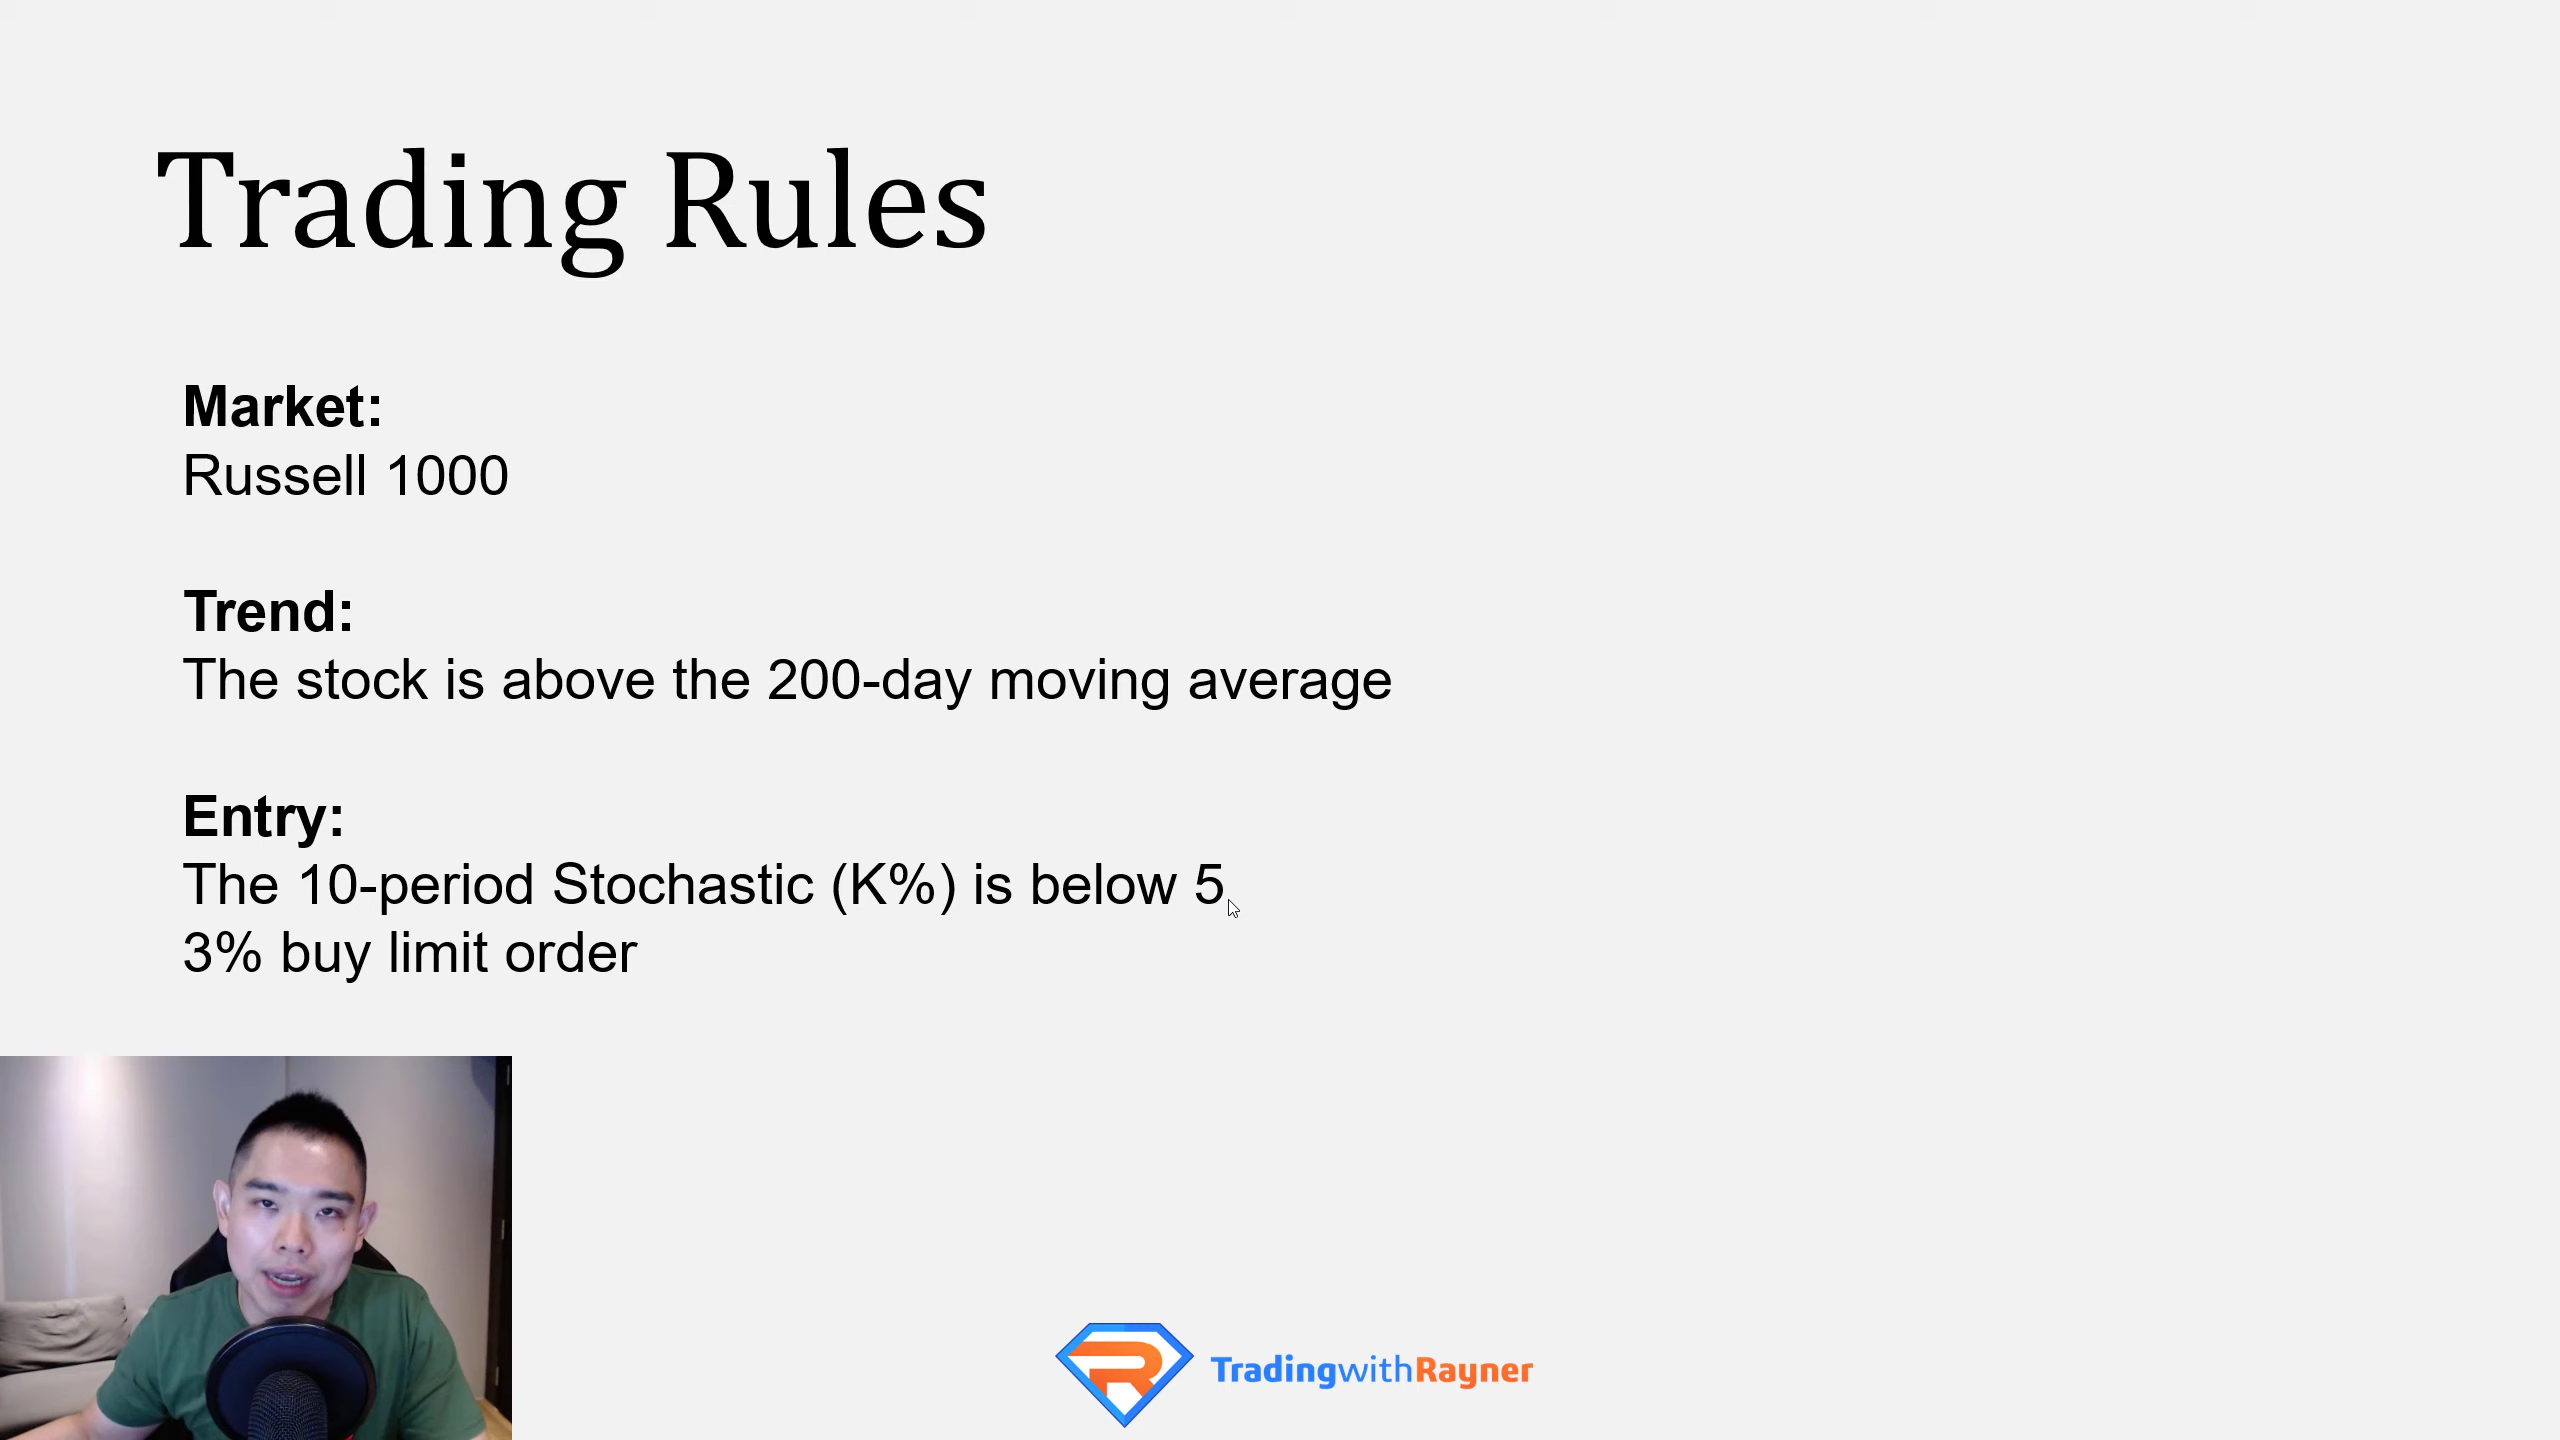 Trading Rules
Market:
Russell 1000
Trend:
The stock is above the 200-day moving average
Entry:
The 10-period Stochastic (K%) is below 5
3% buy limit order
R
TradingwithRayner